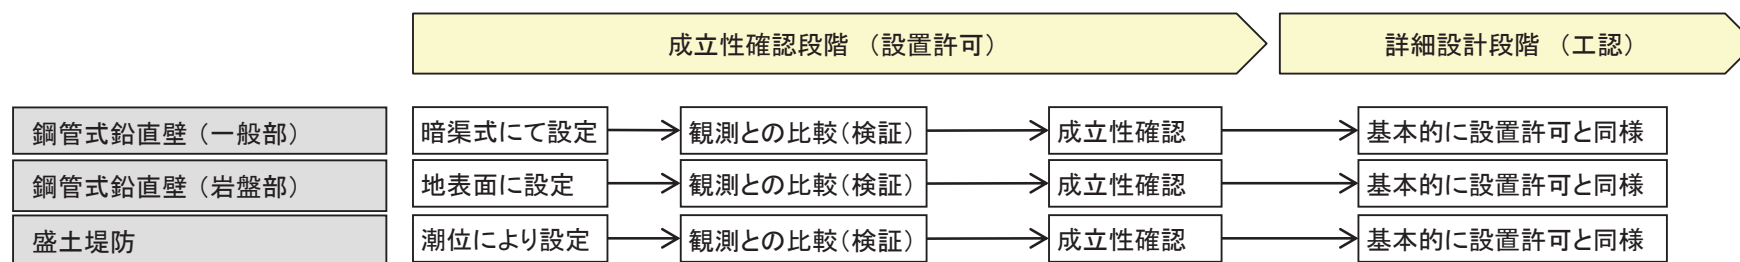 成立性確認段階 （設置許可）
詳細設計段階 （工認）
鋼管式鉛直壁（一般部）
暗渠式にて設定
観測との比較（検証）
成立性確認
基本的に設置許可と同様
鋼管式鉛直壁（岩盤部）
地表面に設定
観測との比較（検証）
成立性確認
基本的に設置許可と同様
盛土堤防
潮位により設定
観測との比較（検証）
成立性確認
基本的に設置許可と同様